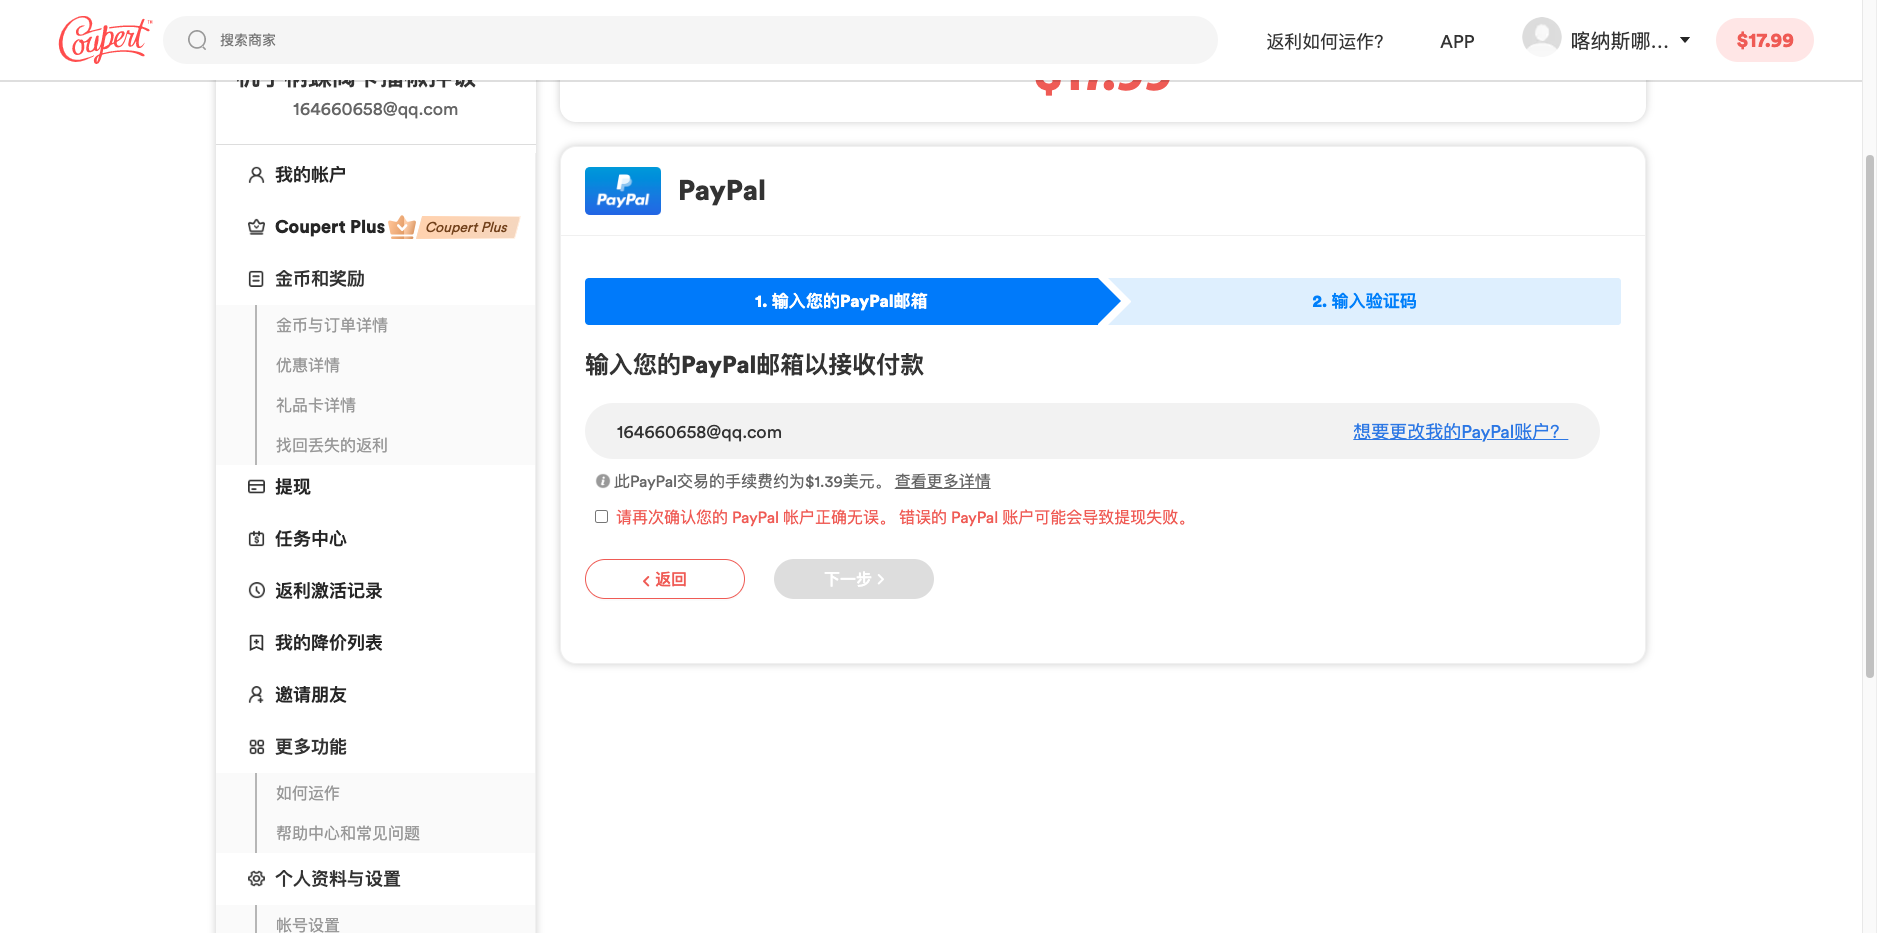 Coupert
搜索商家
返利如何运作?
APP
喀纳斯哪...
$17.99
164660658@qq.com
$17.99
我的帐户
Coupert Plus Coupert Plus
金币和奖励
金币与订单详情
优惠详情
礼品卡详情
找回丢失的返利
提现
任务中心
返利激活记录
我的降价列表
邀请朋友
更多功能
如何运作
帮助中心和常见问题
个人资料与设置
帐号设置
PayPal PayPal
1. 输入您的PayPal邮箱
2. 输入验证码
输入您的PayPal邮箱以接收付款
164660658@qq.com
想要更改我的PayPal账户?
此PayPal交易的手续费约为$1.39美元。 查看更多详情
请再次确认您的 PayPal 帐户正确无误。 错误的 PayPal 账户可能会导致提现失败。
返回
下一步